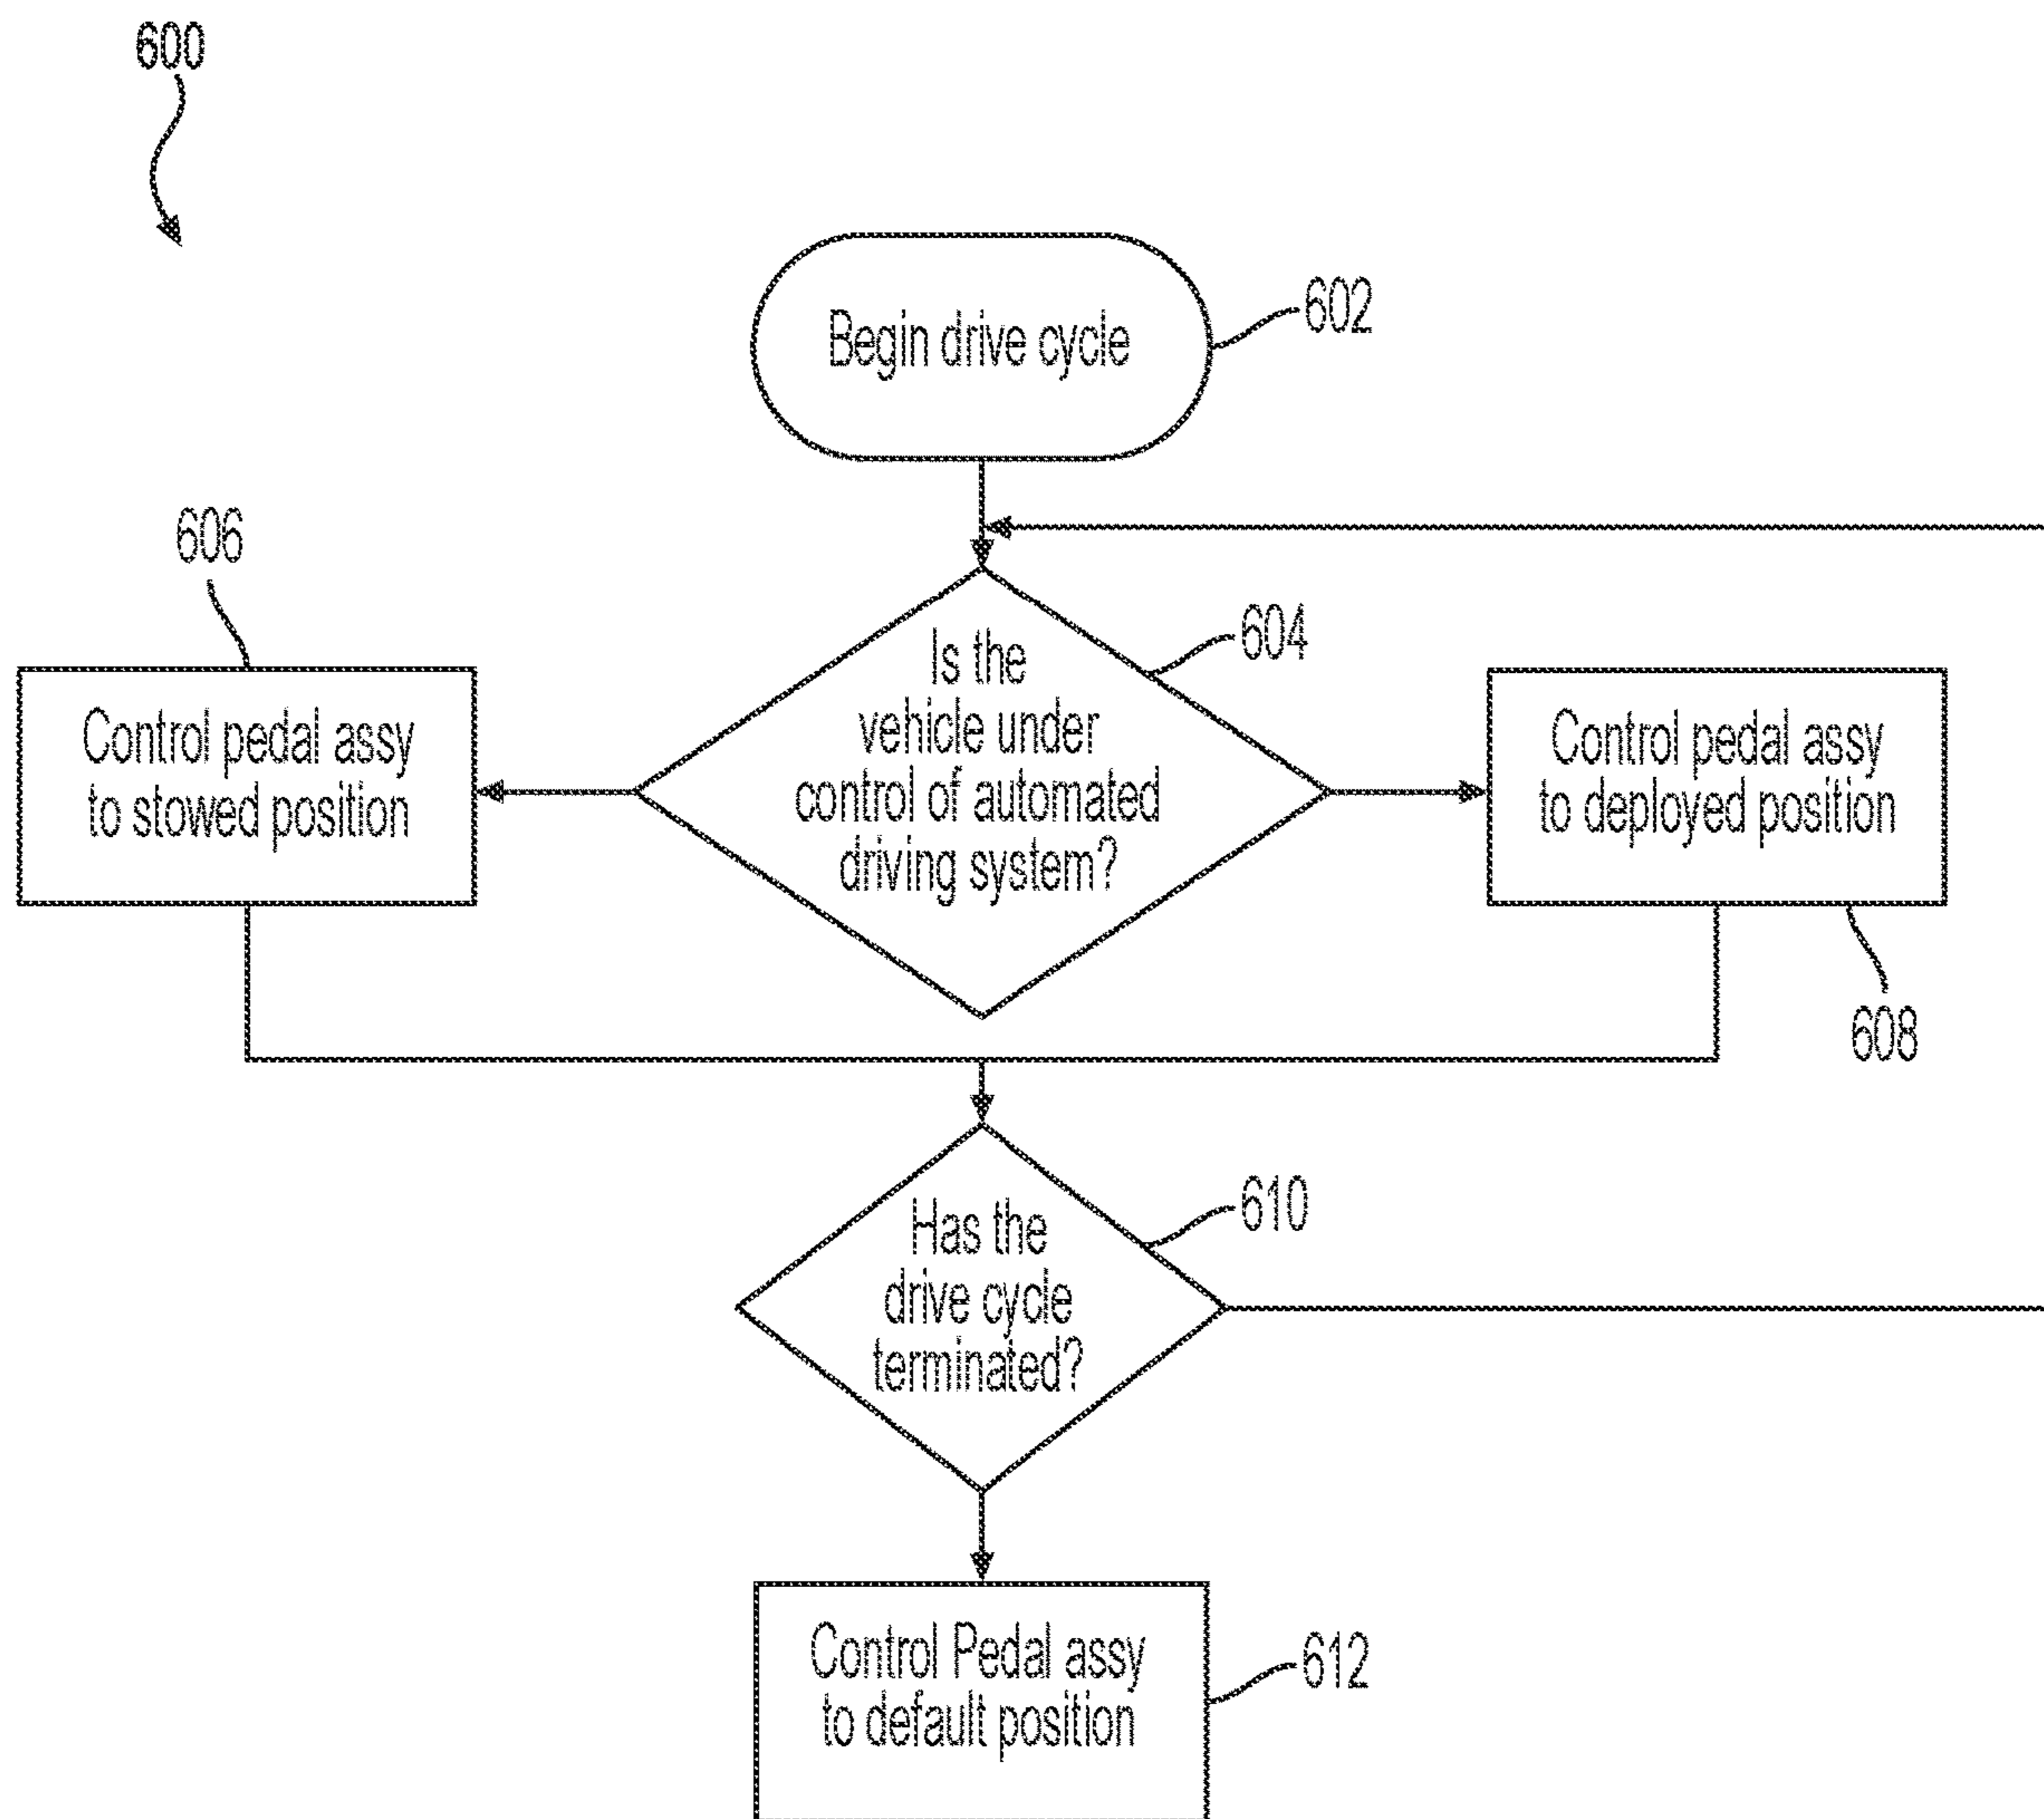 600
Begin drive cycle
602
606
604
Is the
vehicle under
control of automated
driving system?
Control pedal assy
to stowed position
Control pedal assy
to deployed position
608
Has the
drive cycle
terminated?
610
Control Pedal assy
to default position
612